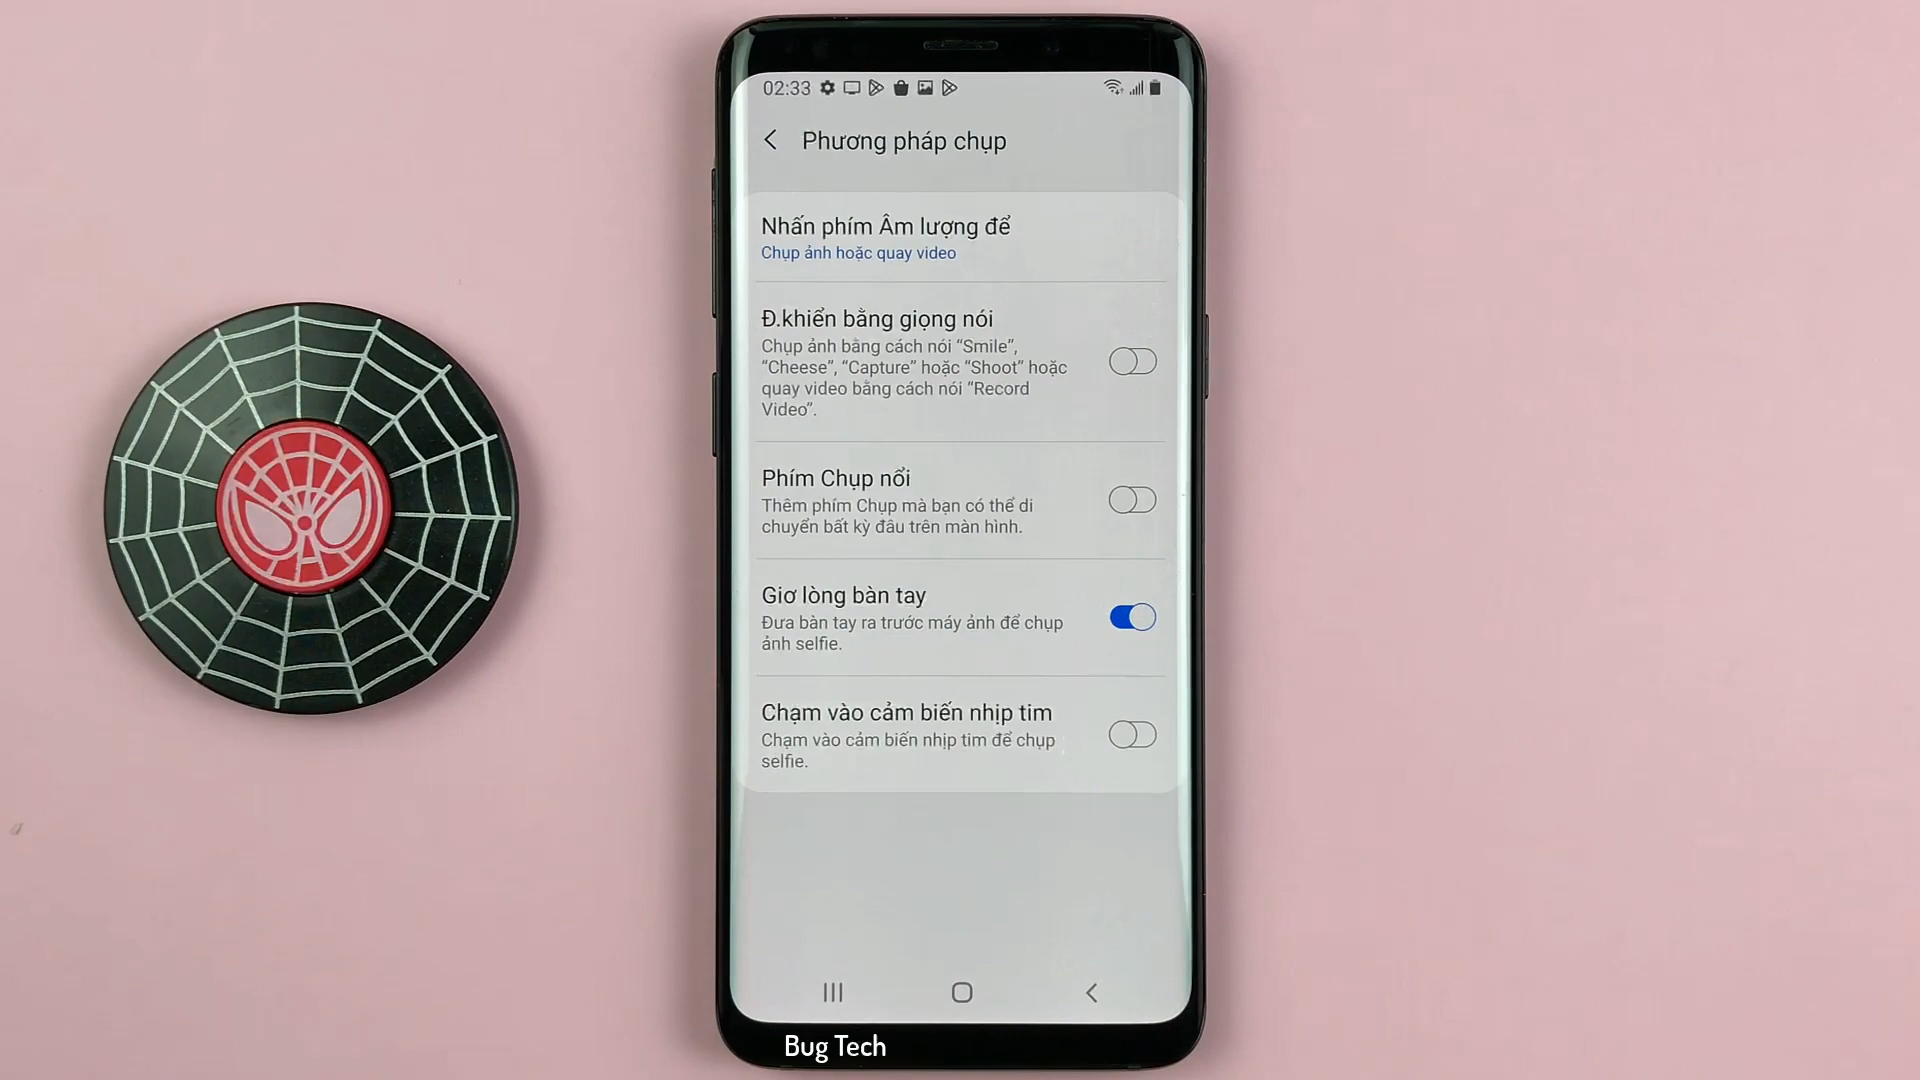 02:33
Phương pháp chụp
Nhấn phím Âm lượng để
Chụp ảnh hoặc quay video
Đ.khiển bằng giọng nói
Chụp ảnh bằng cách nói “Smile”,
“Cheese”, “Capture” hoặc “Shoot” hoặc
quay video bằng cách nói “Record
Video”.
Phím Chụp nổi
Thêm phím Chụp mà bạn có thể di
chuyển bất kỳ đâu trên màn hình.
Giơ lòng bàn tay
Đưa bàn tay ra trước máy ảnh để chụp
ảnh selfie.
Chạm vào cảm biến nhịp tim
Chạm vào cảm biến nhịp tim để chụp
selfie.
Bug Tech